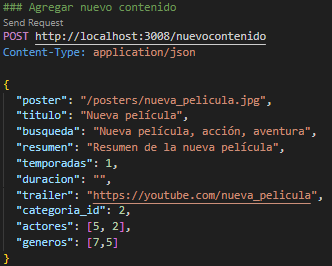 ### Agregar nuevo contenido
Send Request
POST http://localhost:3008/nuevocontenido
Content-Type: application/json
{
"poster": "/posters/nueva_pelicula.jpg",
"titulo": "Nueva película",
"busqueda": "Nueva película, acción, aventura",
"resumen": "Resumen de la nueva película",
"temporadas": 1,
"duracion": "",
"trailer": "https://youtube.com/nueva_pelicula",
"categoria_id": 2,
"actores": [5, 2],
"generos": [7,5]
}